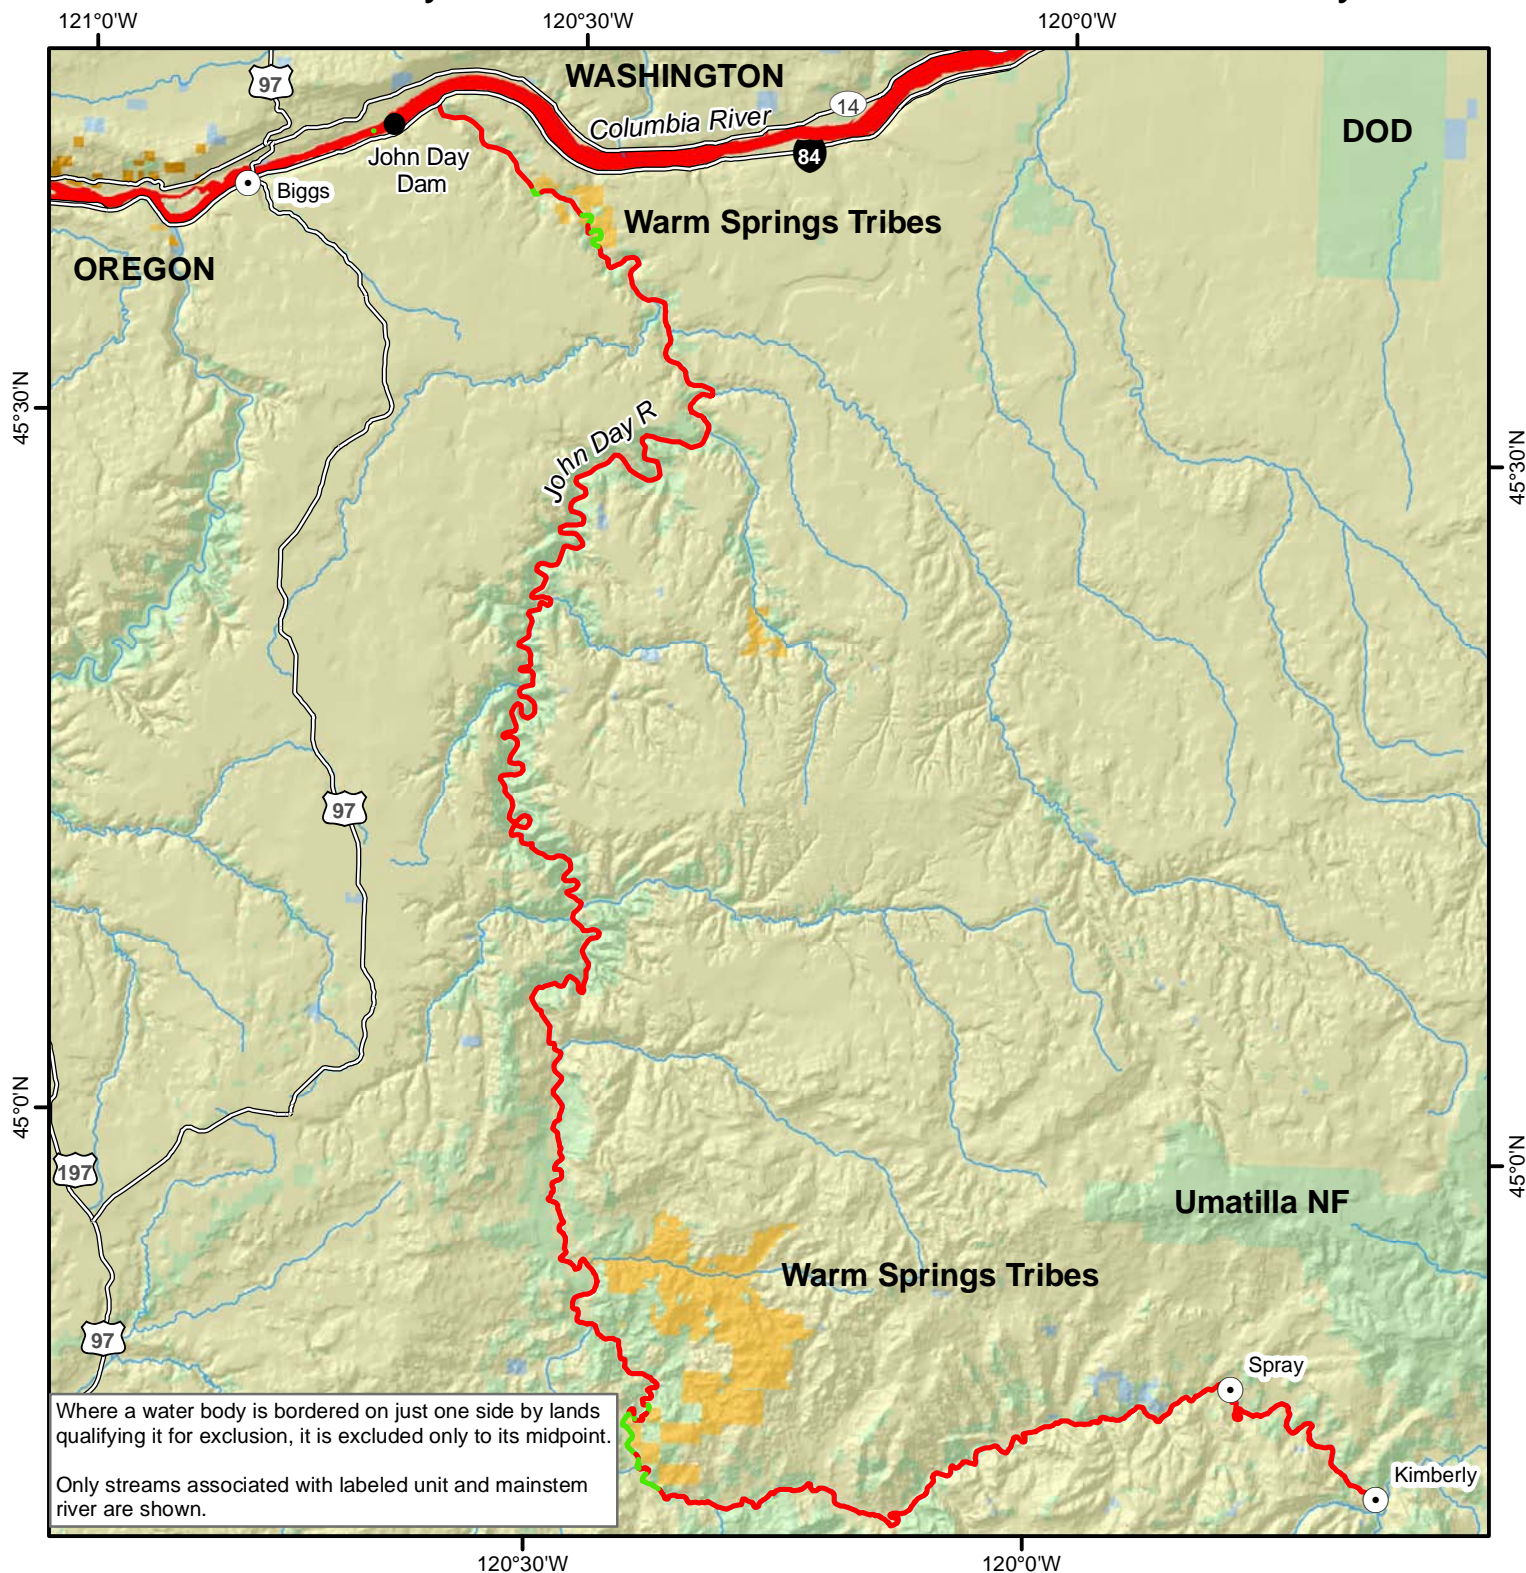 121°0'W
120°30'W
120°0'W
97
WASHINGTON
14
Columbia River
DOD
84
John Day
Dam
Biggs
Warm Springs Tribes
OREGON
45°30'N
John Day R
45°30'N
97
45°0'N
197
45°0'N
Umatilla NF
Warm Springs Tribes
97
Spray
Where a water body is bordered on just one side by lands
qualifying it for exclusion, it is excluded only to its midpoint.
Only streams associated with labeled unit and mainstem
river are shown.
Kimberly
120°30'W
120°0'W